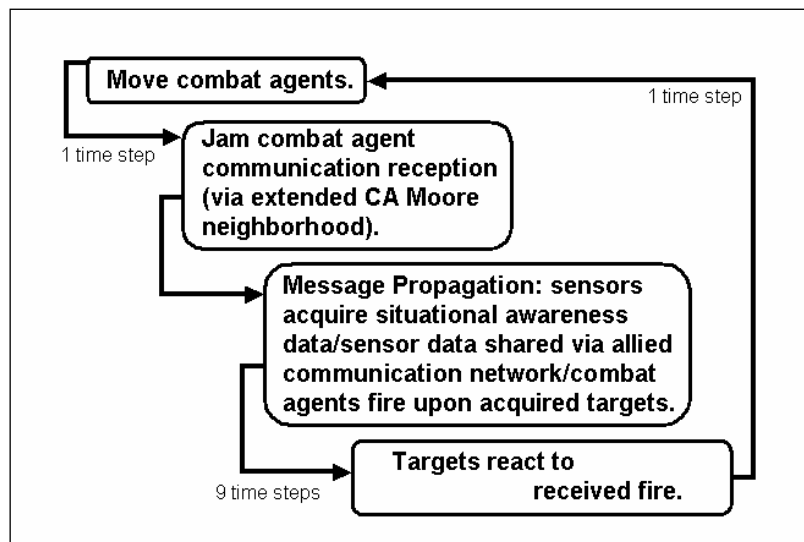 Move combat agents.
1 time step
1 time step
Jam combat agent
communication reception
(via extended CA Moore
neighborhood).
Message Propagation: sensors
acquire situational awareness
data/sensor data shared via allied
communication network/combat
agents fire upon acquired targets.
9 time steps
Targets react to
received fire.